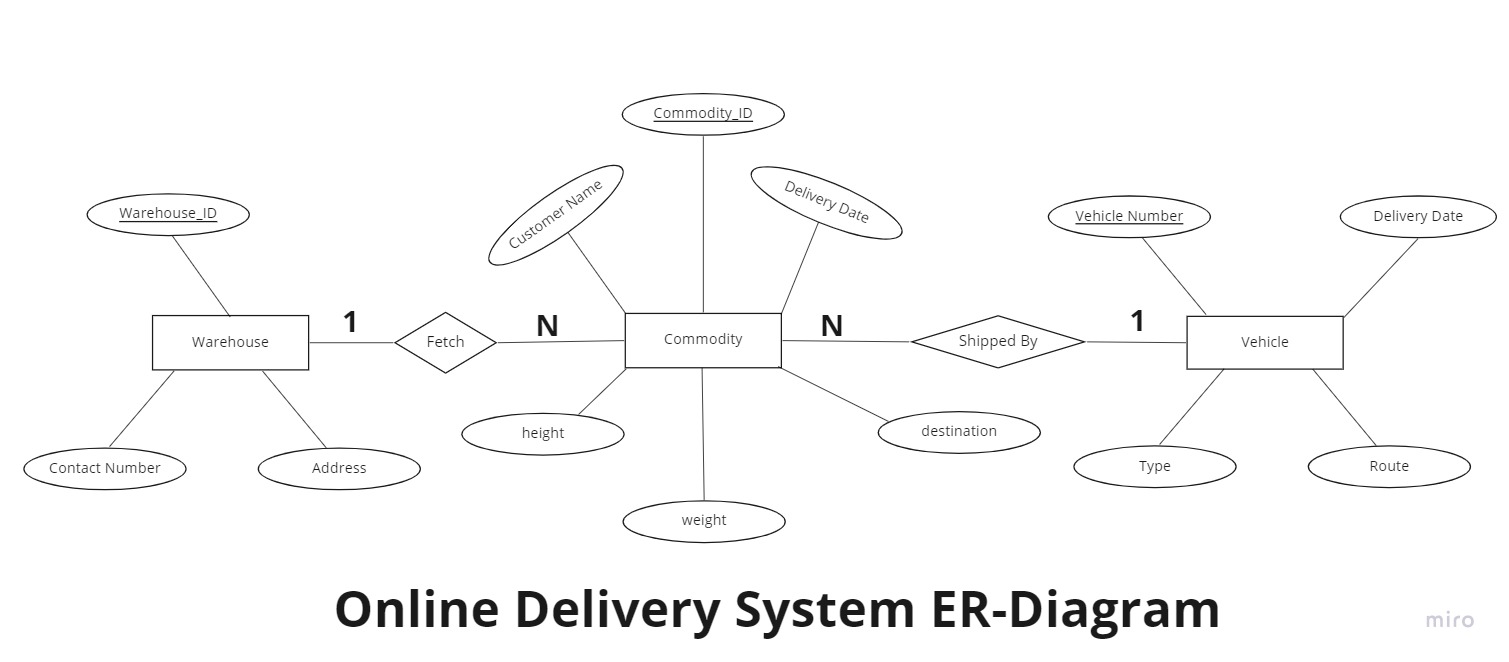 Commodity_ID
Customer Name
Delivery Date
Warehouse_ID
Vehicle Number
Delivery Date
Warehouse
1
Fetch
N
Commodity
N
Shipped By
1
Vehicle
height
destination
Contact Number
Address
Type
Route
weight
Online Delivery System ER-Diagram
miro